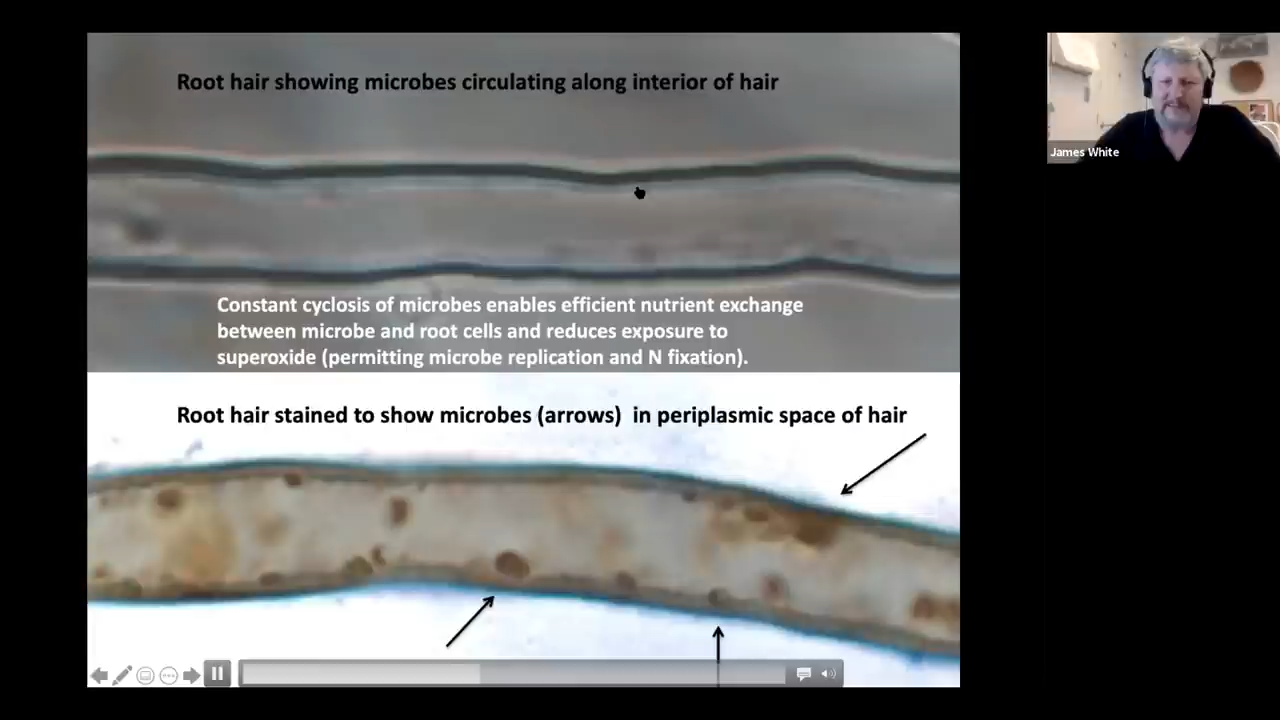 Root hair showing microbes circulating along interior of hair
James White
Constant cyclosis of microbes enables efficient nutrient exchange
between microbe and root cells and reduces exposure to
superoxide (permitting microbe replication and N fixation).
Root hair stained to show microbes (arrows)  in periplasmic space of hair